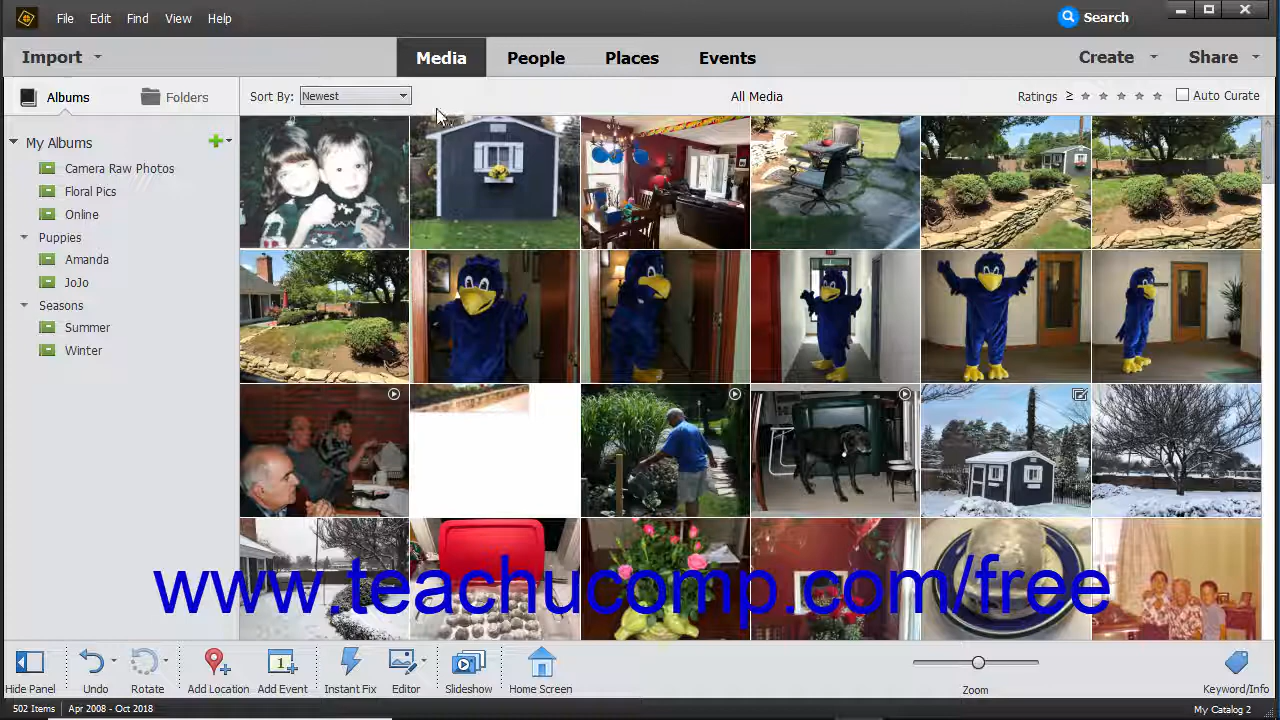 File Edit Find View Help
Search
Import Media People Places Events Create Share
Albums Folders Sort By: Newest All Media Ratings ≥ Auto Curate
My Albums
Camera Raw Photos
Floral Pics
Online
Puppies
Amanda
JoJo
Seasons
Summer
Winter
www.teachucomp.com/free
Hide Panel Undo Rotate Add Location Add Event Instant Fix Editor Slideshow Home Screen Zoom Keyword/Info
502 Items Apr 2008 - Oct 2018 My Catalog 2